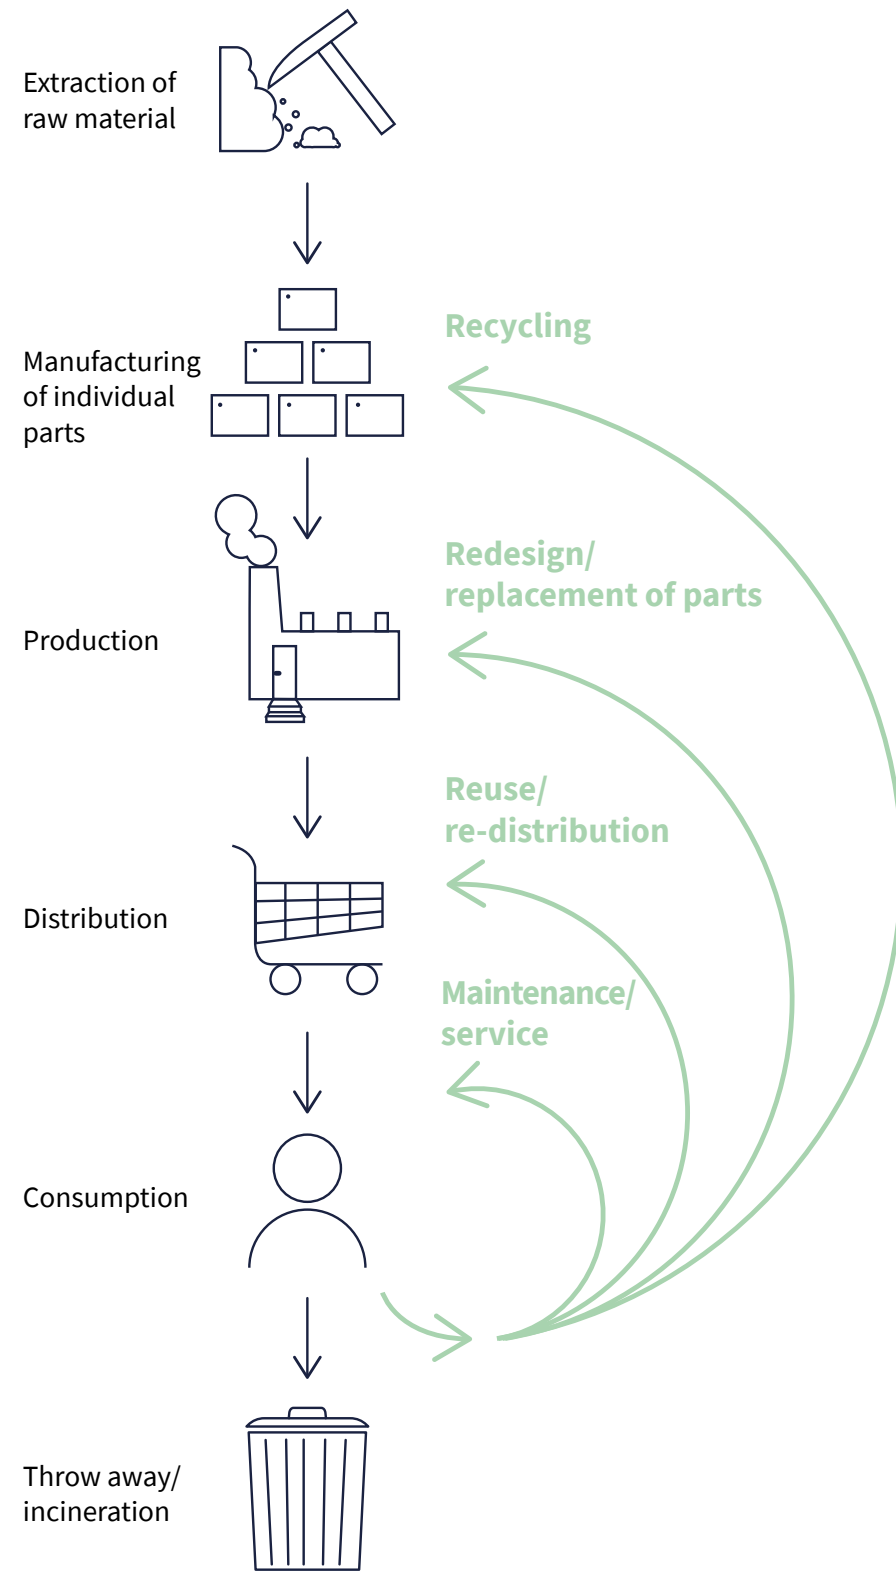 Extraction of
raw material
Recycling
Manufacturing
of individual
parts
Redesign/
replacement of parts
Production
Reuse/
re-distribution
Distribution
Maintenance/
service
Consumption
Throw away/
incineration